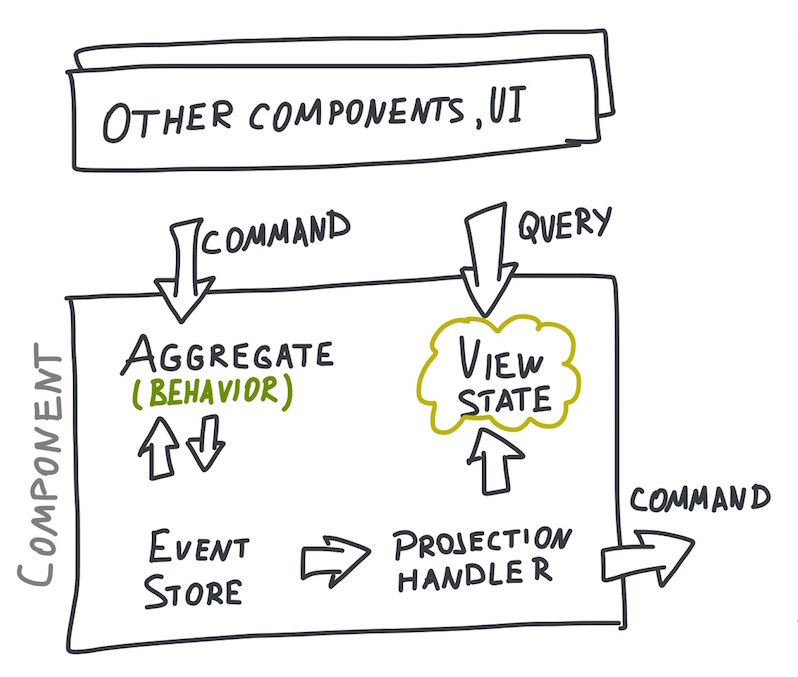 OTHER COMPONENTS, UI
COMMAND
QUERY
AGGREGATE
(BEHAVIOR)
VIEW
STATE
COMPONENT
COMMAND
EVENT
STORE
PROJECTION
HANDLER